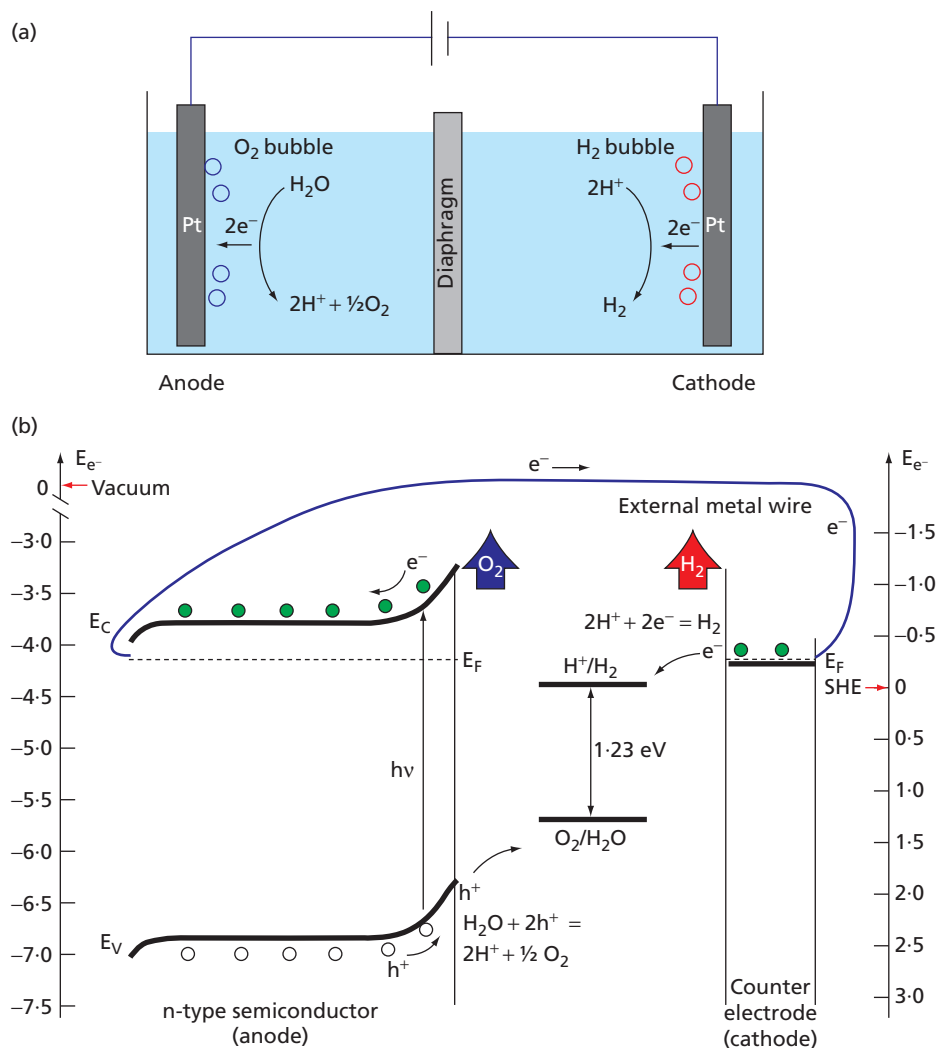 (a)
O₂ bubble
H₂ bubble
H₂O
2H⁺
Pt
2e⁻
Diaphragm
2e⁻
Pt
2H⁺ + ½O₂
H₂
Anode
Cathode
(b)
E e⁻
E e⁻
e⁻
0
Vacuum
External metal wire
e⁻
–3·0
–1·5
O₂
H₂
e⁻
–3·5
–1·0
E_C
2H⁺ + 2e⁻ = H₂
–0·5
–4·0
e⁻
E_F
H⁺/H₂
E_F
SHE
0
–4·5
–5·0
1·23 eV
0·5
hν
–5·5
1·0
O₂/H₂O
1·5
–6·0
–6·5
h⁺
2·0
H₂O + 2h⁺ =
E_V
2H⁺ + ½ O₂
–7·0
h⁺
2·5
–7·5
n-type semiconductor
(anode)
Counter
electrode
(cathode)
3·0